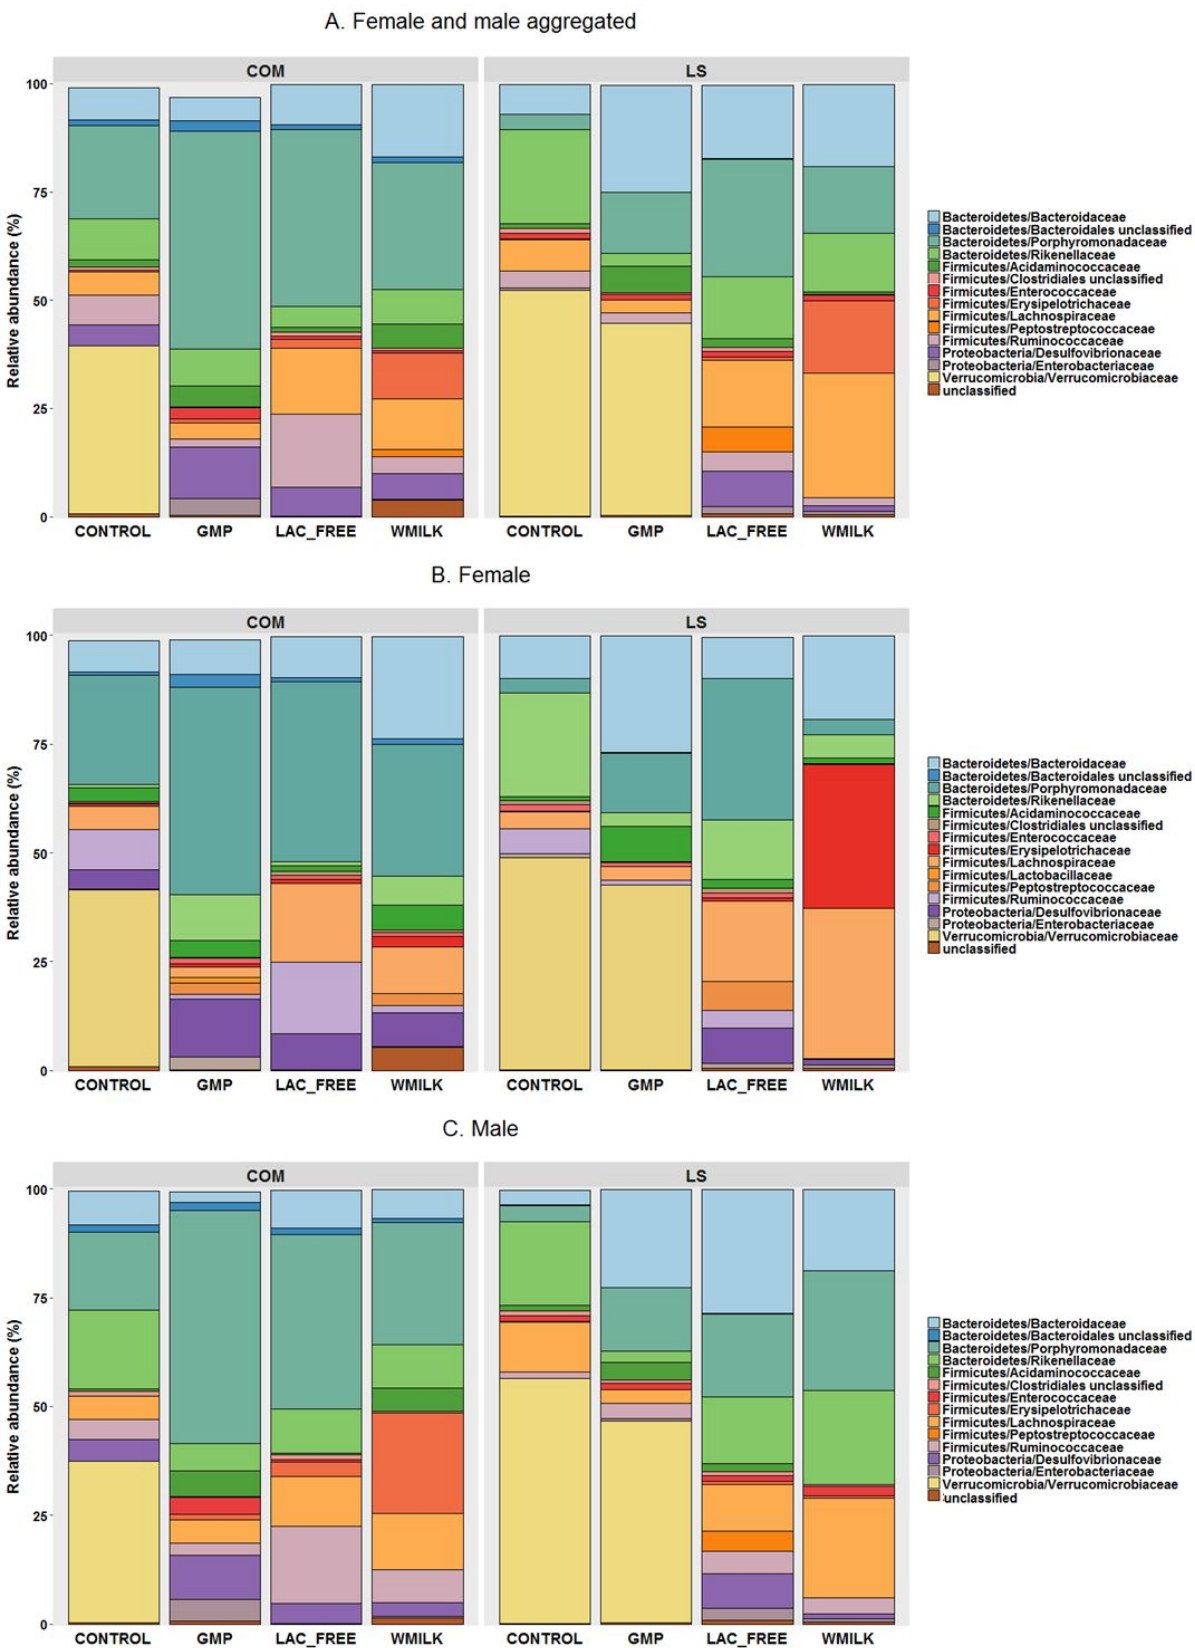 A. Female and male aggregated
COM LS
Relative abundance (%)
100
75
50
25
0
CONTROL GMP LAC_FREE WMILK CONTROL GMP LAC_FREE WMILK
Bacteroidetes/Bacteroidaceae
Bacteroidetes/Bacteroidales unclassified
Bacteroidetes/Porphyromonadaceae
Bacteroidetes/Rikenellaceae
Firmicutes/Acidaminococcaceae
Firmicutes/Clostridiales unclassified
Firmicutes/Enterococcaceae
Firmicutes/Erysipelotrichaceae
Firmicutes/Lachnospiraceae
Firmicutes/Peptostreptococcaceae
Firmicutes/Ruminococcaceae
Proteobacteria/Desulfovibrionaceae
Proteobacteria/Enterobacteriaceae
Verrucomicrobia/Verrucomicrobiaceae
unclassified
B. Female
COM LS
Relative abundance (%)
100
75
50
25
0
CONTROL GMP LAC_FREE WMILK CONTROL GMP LAC_FREE WMILK
Bacteroidetes/Bacteroidaceae
Bacteroidetes/Bacteroidales unclassified
Bacteroidetes/Porphyromonadaceae
Bacteroidetes/Rikenellaceae
Firmicutes/Acidaminococcaceae
Firmicutes/Clostridiales unclassified
Firmicutes/Enterococcaceae
Firmicutes/Erysipelotrichaceae
Firmicutes/Lachnospiraceae
Firmicutes/Lactobacillaceae
Firmicutes/Peptostreptococcaceae
Firmicutes/Ruminococcaceae
Proteobacteria/Desulfovibrionaceae
Proteobacteria/Enterobacteriaceae
Verrucomicrobia/Verrucomicrobiaceae
unclassified
C. Male
COM LS
Relative abundance (%)
100
75
50
25
0
CONTROL GMP LAC_FREE WMILK CONTROL GMP LAC_FREE WMILK
Bacteroidetes/Bacteroidaceae
Bacteroidetes/Bacteroidales unclassified
Bacteroidetes/Porphyromonadaceae
Bacteroidetes/Rikenellaceae
Firmicutes/Acidaminococcaceae
Firmicutes/Clostridiales unclassified
Firmicutes/Enterococcaceae
Firmicutes/Erysipelotrichaceae
Firmicutes/Lachnospiraceae
Firmicutes/Peptostreptococcaceae
Firmicutes/Ruminococcaceae
Proteobacteria/Desulfovibrionaceae
Proteobacteria/Enterobacteriaceae
Verrucomicrobia/Verrucomicrobiaceae
unclassified